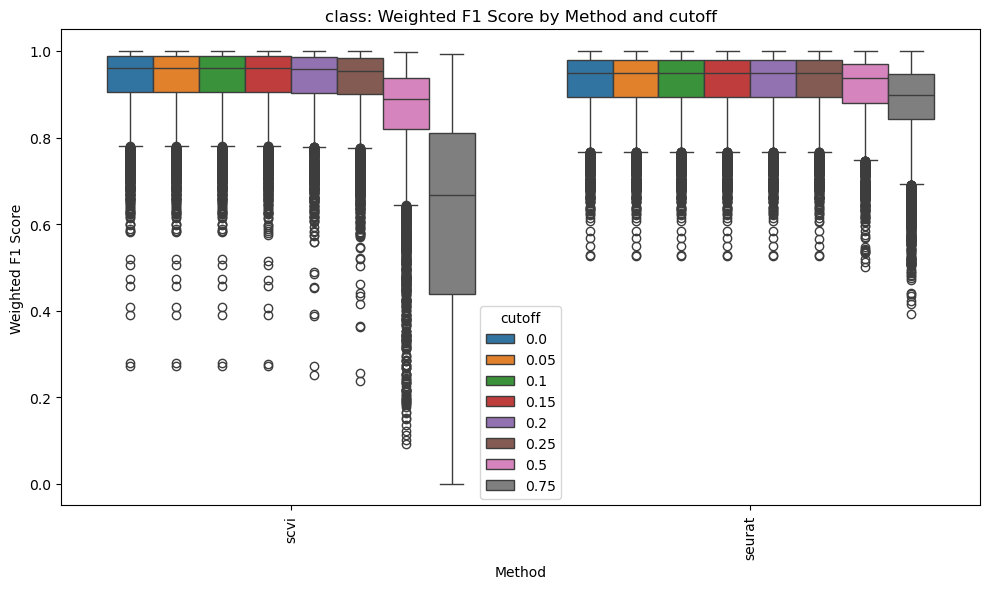 class: Weighted F1 Score by Method and cutoff
Weighted F1 Score
1.0
0.8
0.6
0.4
0.2
0.0
cutoff
0.0
0.05
0.1
0.15
0.2
0.25
0.5
0.75
scvi
seurat
Method